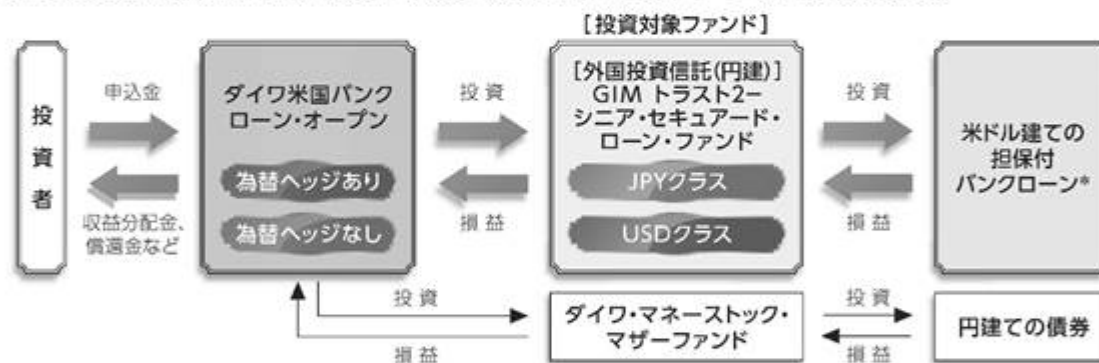 [投資対象ファンド]
投資者
申込金
収益分配金、
償還金など
ダイワ米国バンク
ローン・オープン
為替ヘッジあり
為替ヘッジなし
投資
損益
[外国投資信託(円建)]
GIM トラスト2−
シニア・セキュアード・
ローン・ファンド
JPYクラス
USDクラス
投資
損益
米ドル建ての
担保付
バンクローン*
投資
損益
ダイワ・マネーストック・
マザーファンド
投資
損益
円建ての債券